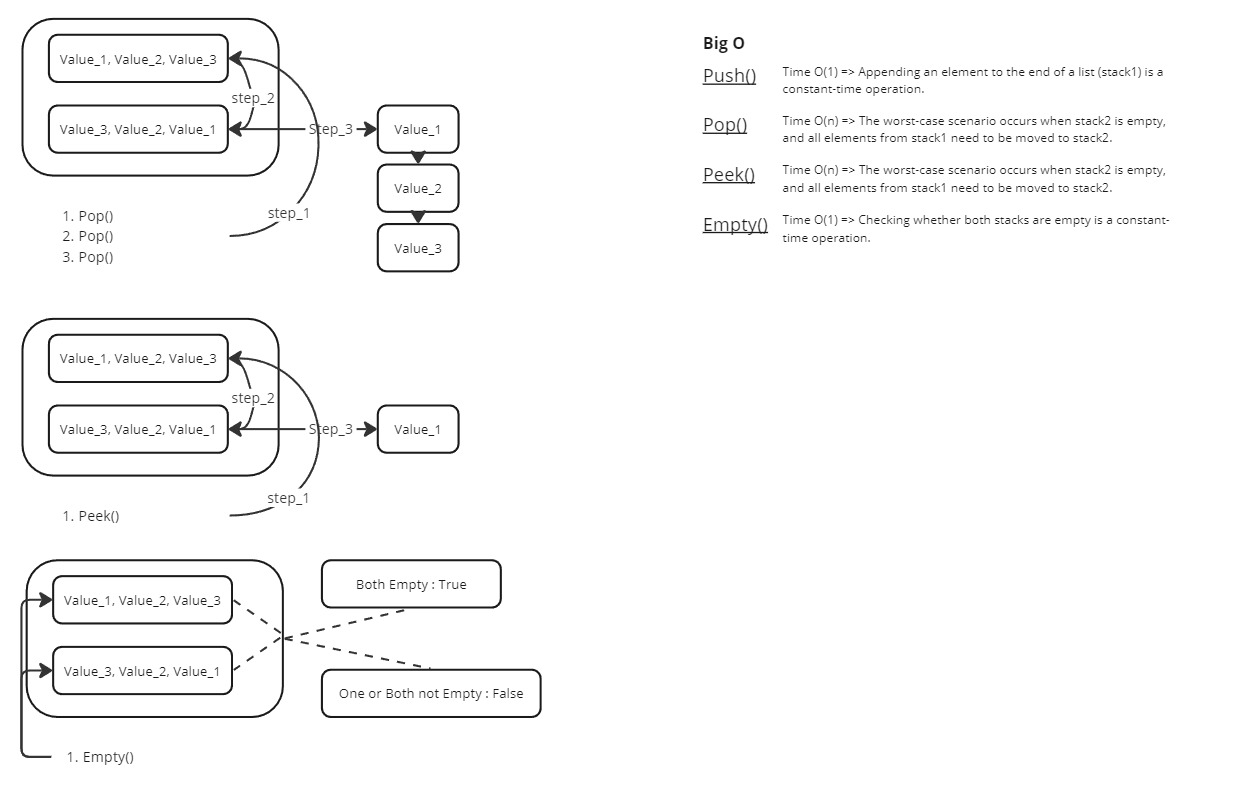 Value_1, Value_2, Value_3
step_2
Value_3, Value_2, Value_1
Step_3
Value_1
Value_2
Value_3
step_1
1. Pop()
2. Pop()
3. Pop()
Value_1, Value_2, Value_3
step_2
Value_3, Value_2, Value_1
Step_3
Value_1
step_1
1. Peek()
Value_1, Value_2, Value_3
Value_3, Value_2, Value_1
Both Empty : True
One or Both not Empty : False
1. Empty()
Big O
Push()
Time O(1) => Appending an element to the end of a list (stack1) is a
constant-time operation.
Pop()
Time O(n) => The worst-case scenario occurs when stack2 is empty,
and all elements from stack1 need to be moved to stack2.
Peek()
Time O(n) => The worst-case scenario occurs when stack2 is empty,
and all elements from stack1 need to be moved to stack2.
Empty()
Time O(1) => Checking whether both stacks are empty is a constant-
time operation.